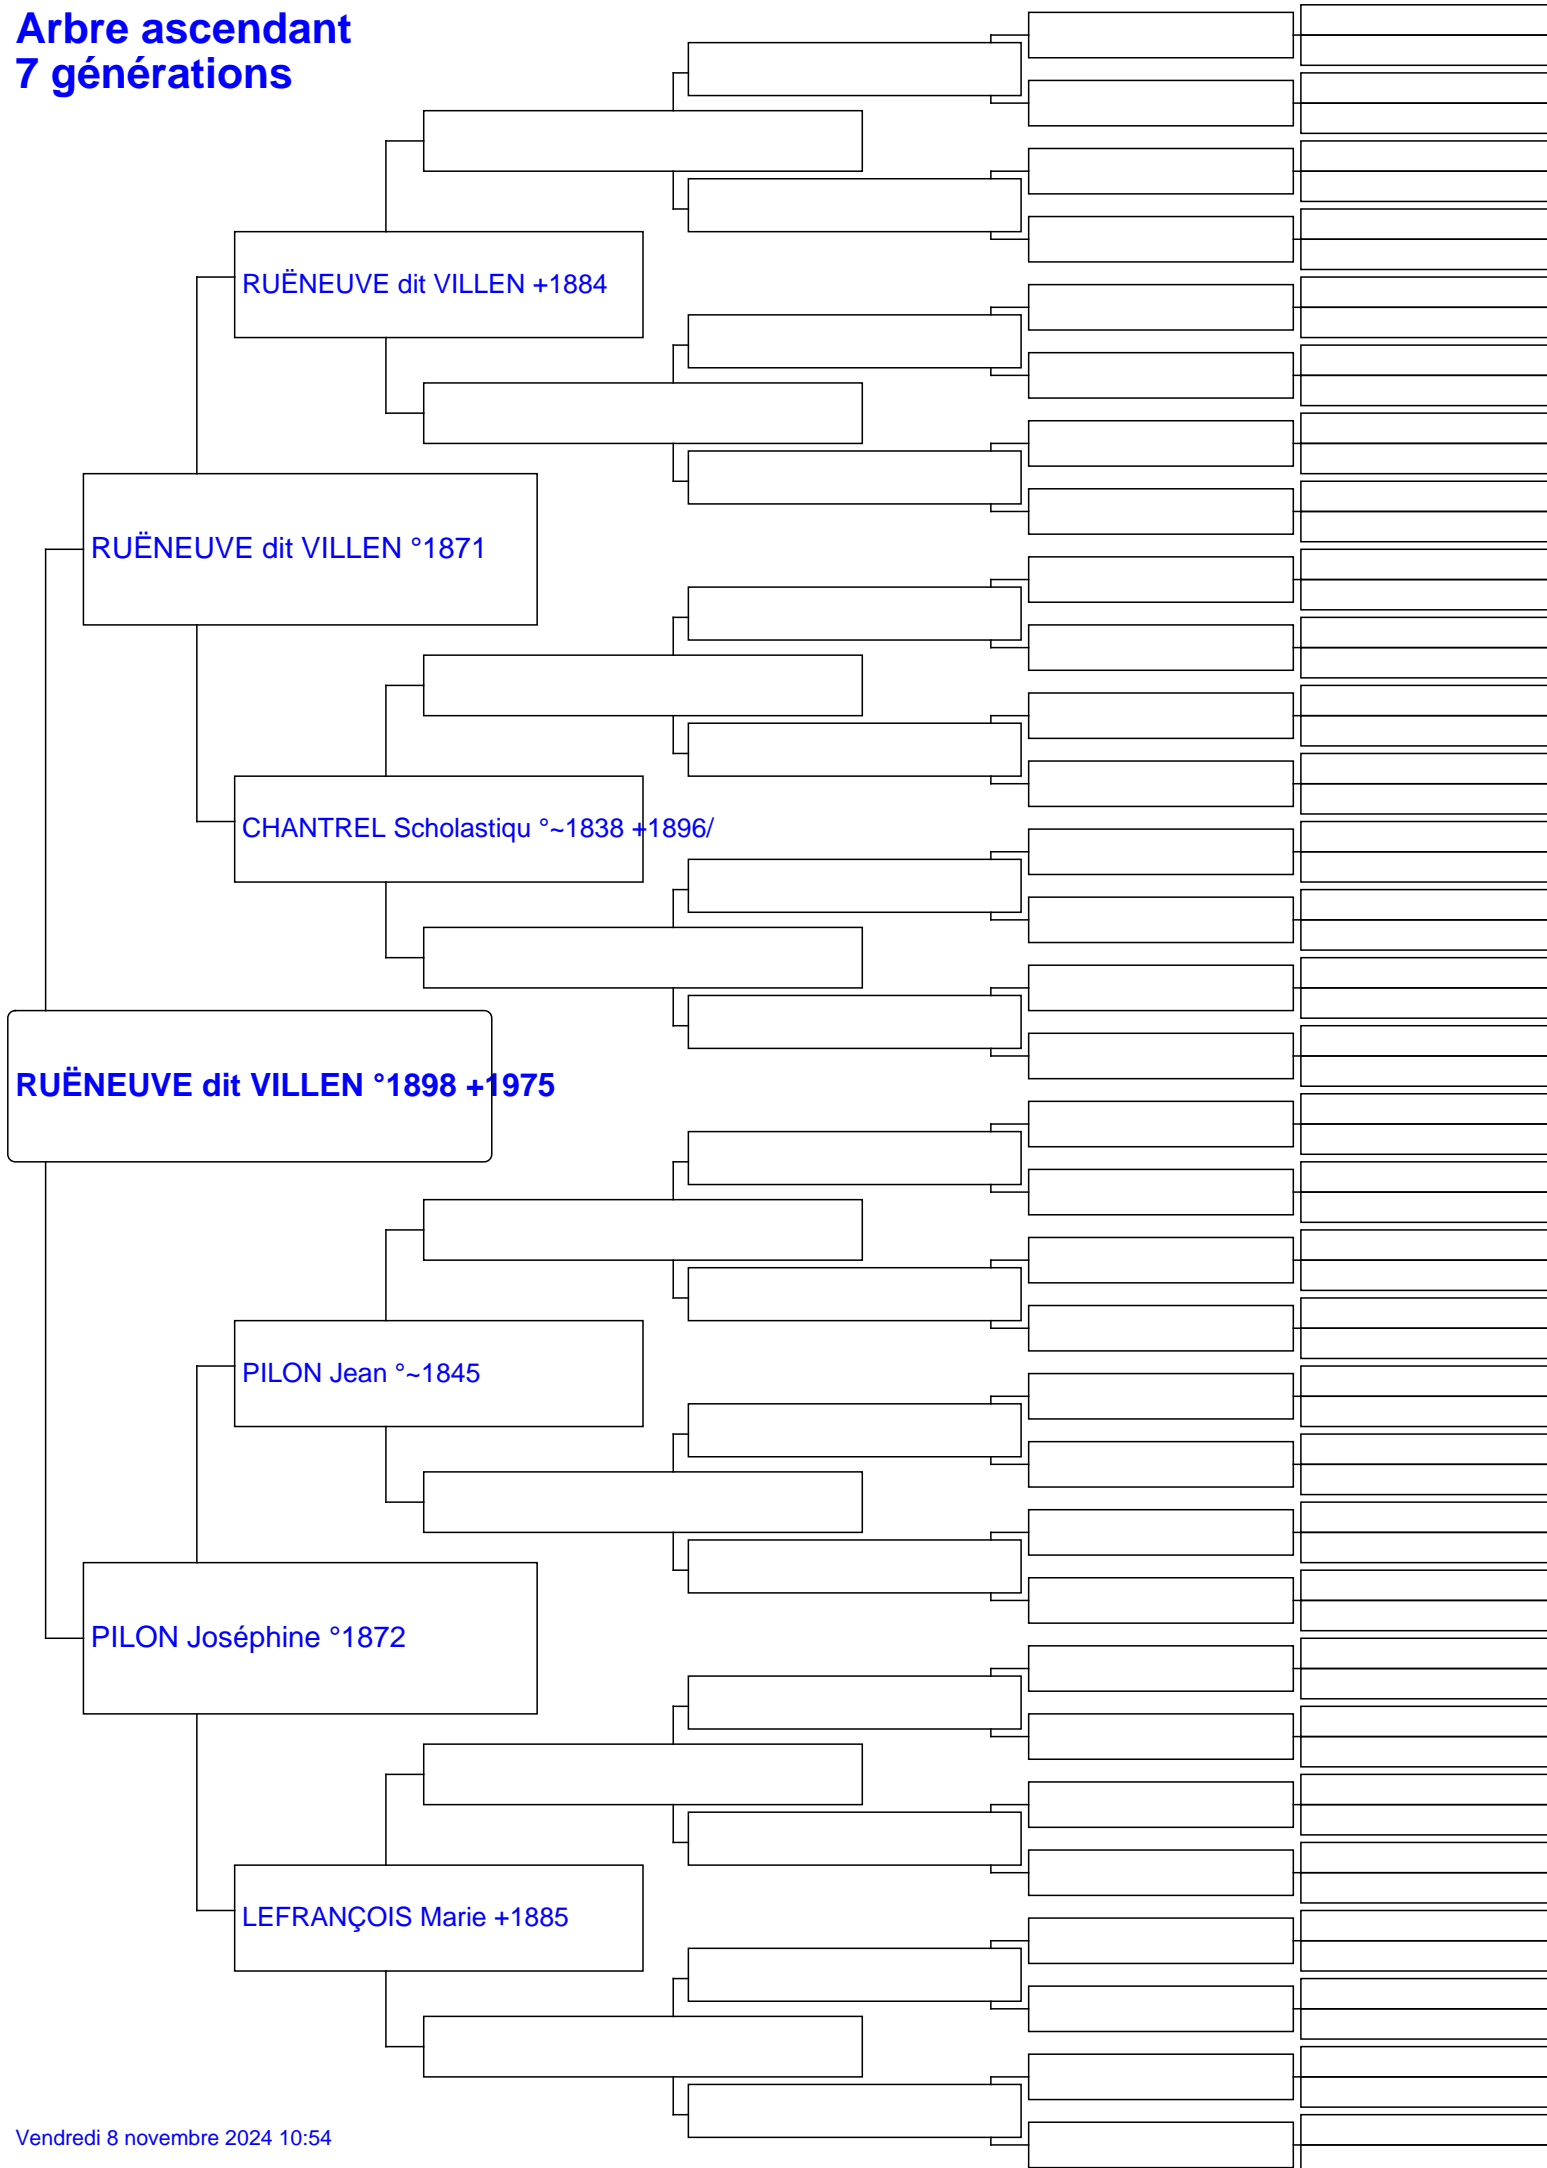 Arbre ascendant
7 générations
RUËNEUVE dit VILLEN +1884
RUËNEUVE dit VILLEN °1871
CHANTREL Scholastiqu °~1838 +1896/
RUËNEUVE dit VILLEN °1898 +1975
PILON Jean °~1845
PILON Joséphine °1872
LEFRANÇOIS Marie +1885
Vendredi 8 novembre 2024 10:54